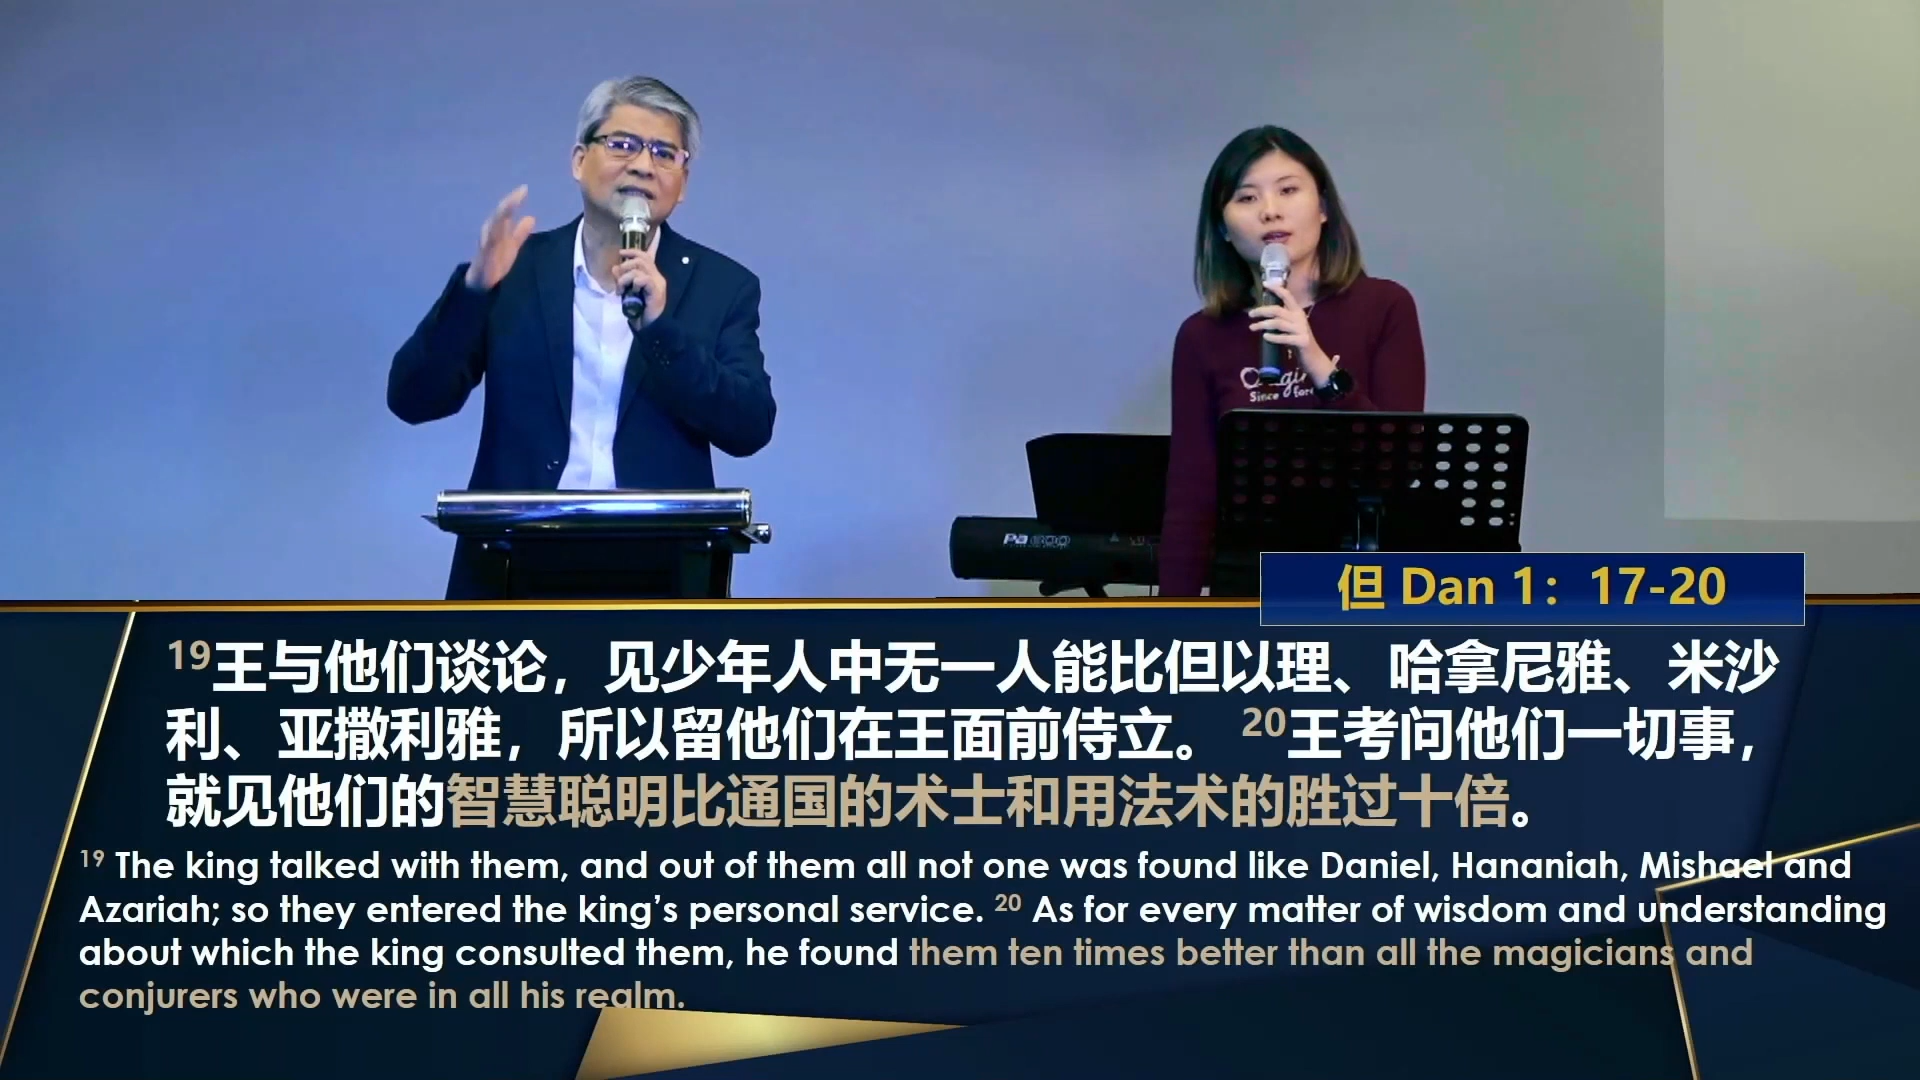 Pa 800
但 Dan 1：17-20
19王与他们谈论，见少年人中无一人能比但以理、哈拿尼雅、米沙
利、亚撒利雅，所以留他们在王面前侍立。 20王考问他们一切事，
就见他们的智慧聪明比通国的术士和用法术的胜过十倍。
19 The king talked with them, and out of them all not one was found like Daniel, Hananiah, Mishael and
Azariah; so they entered the king’s personal service. 20 As for every matter of wisdom and understanding
about which the king consulted them, he found them ten times better than all the magicians and
conjurers who were in all his realm.